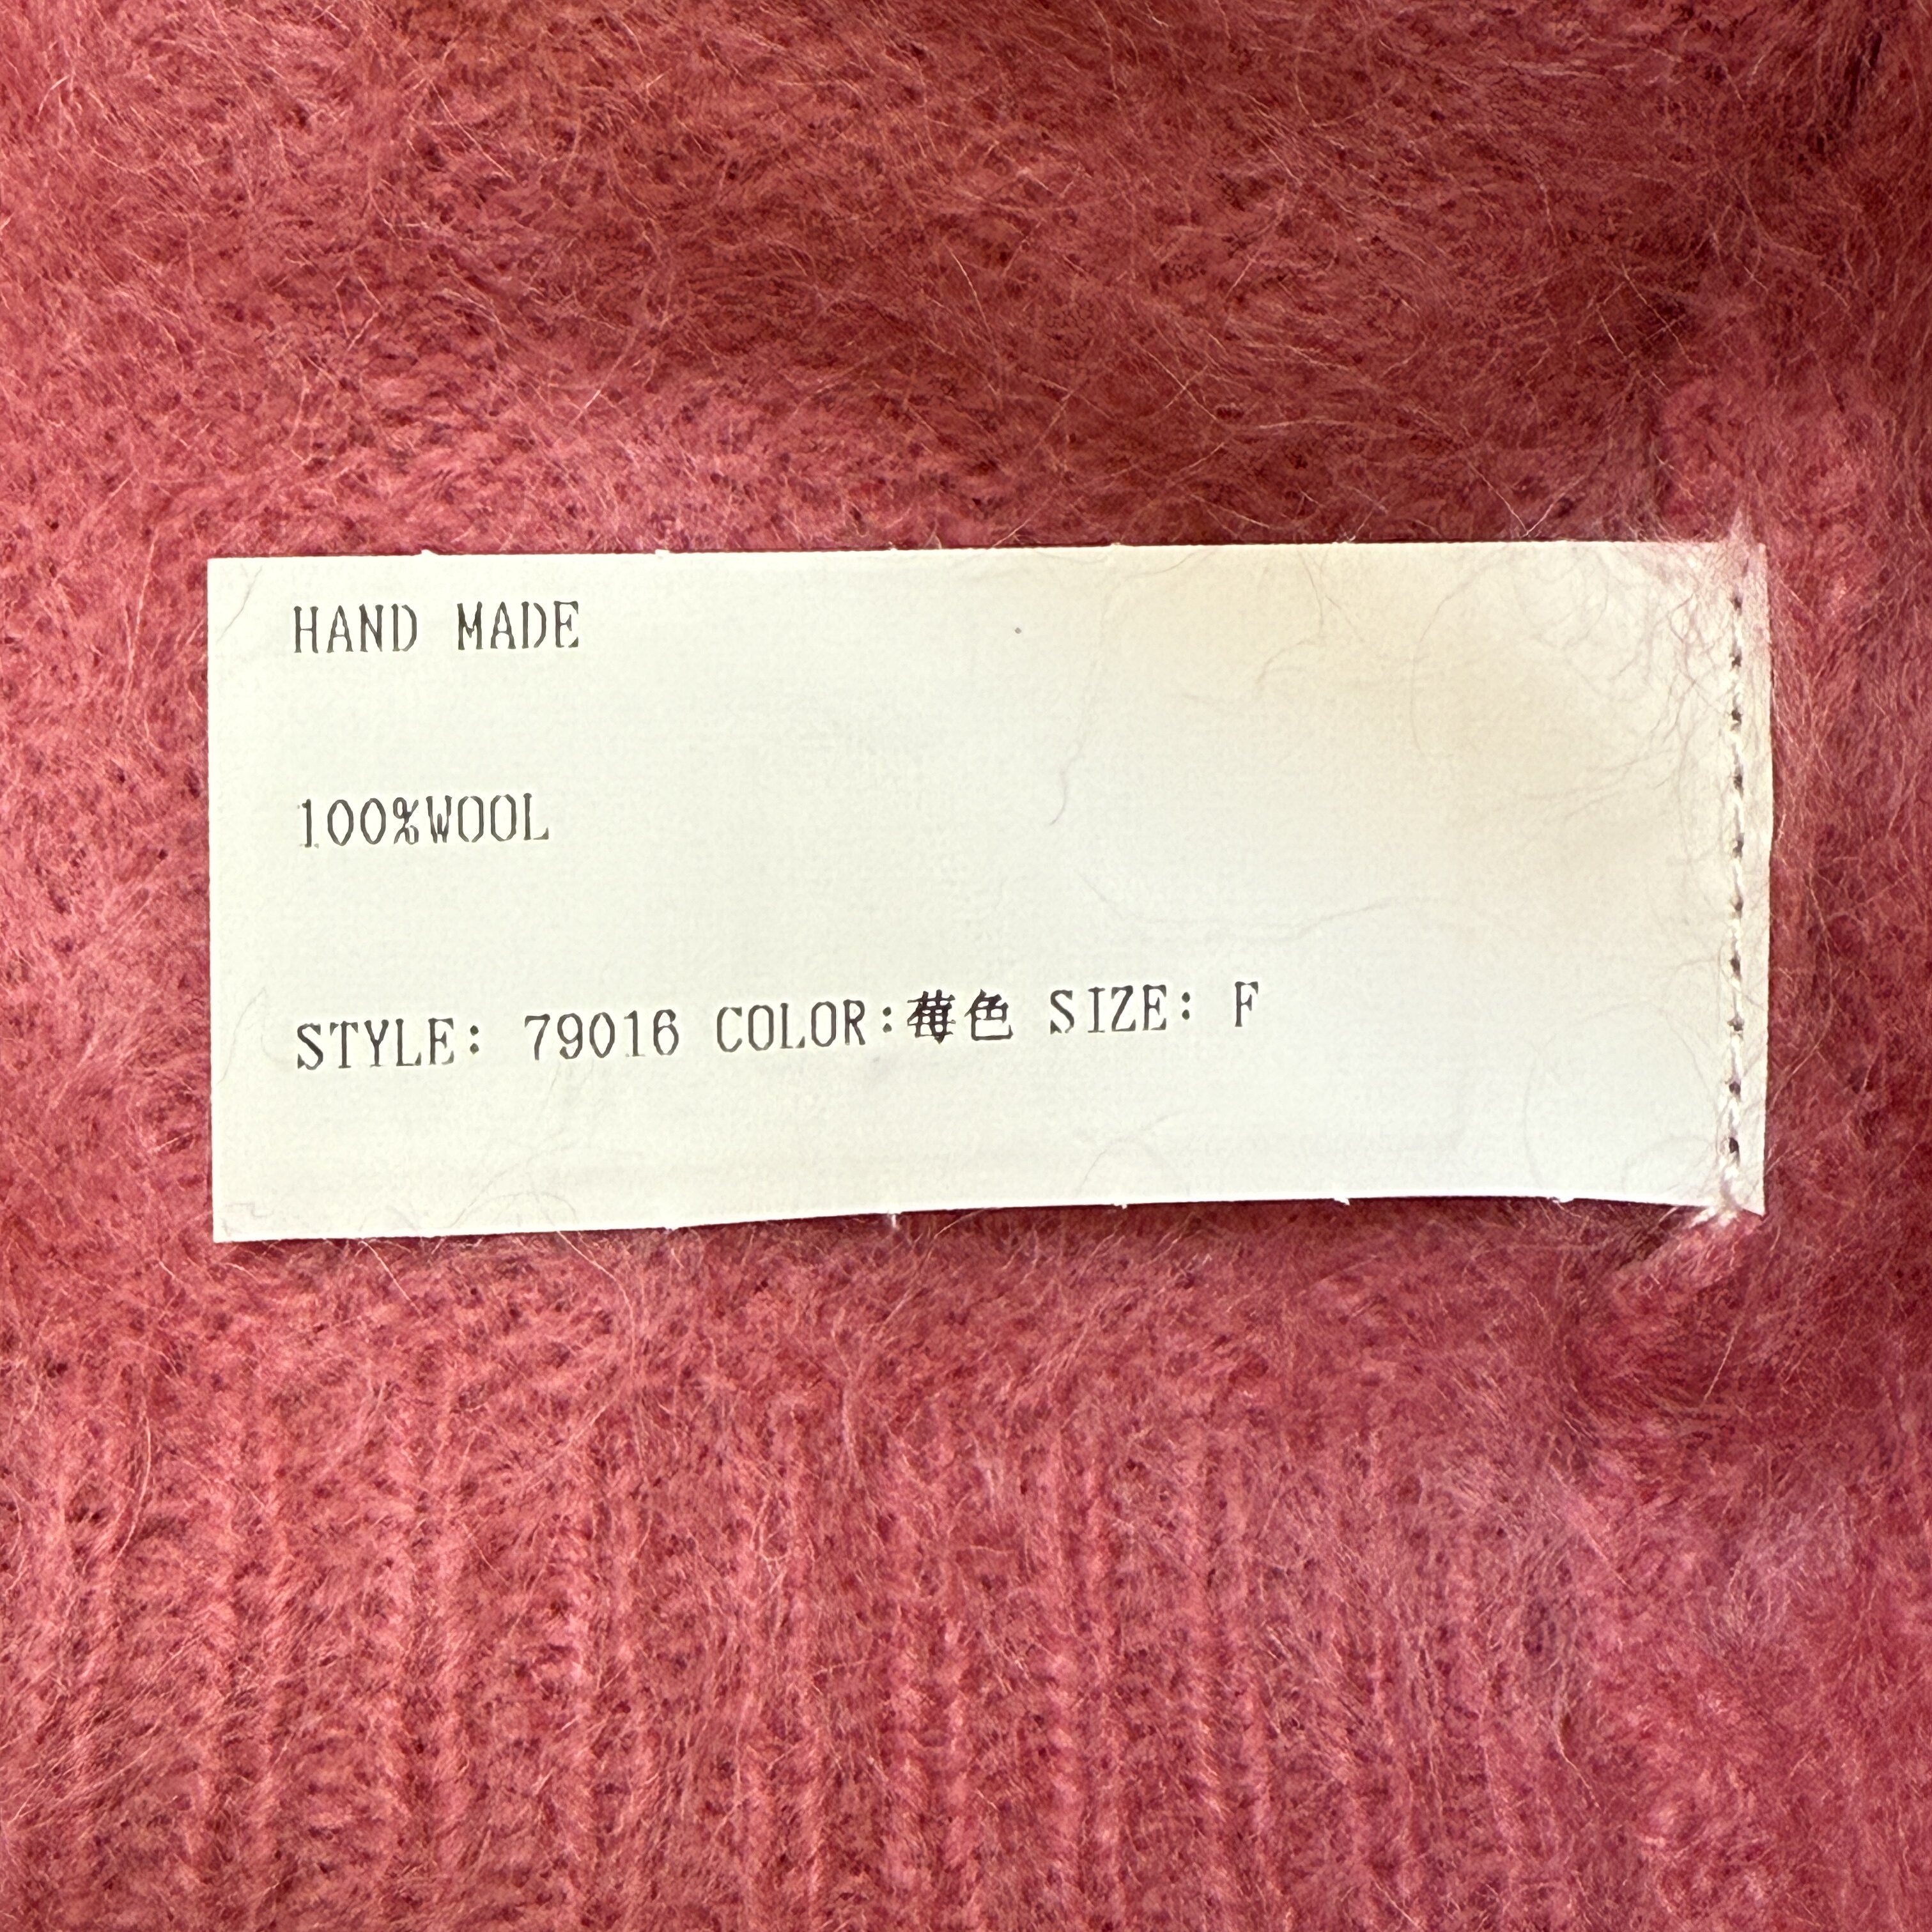 HAND MADE
100%WOOL
STYLE: 79016 COLOR:莓色 SIZE: F